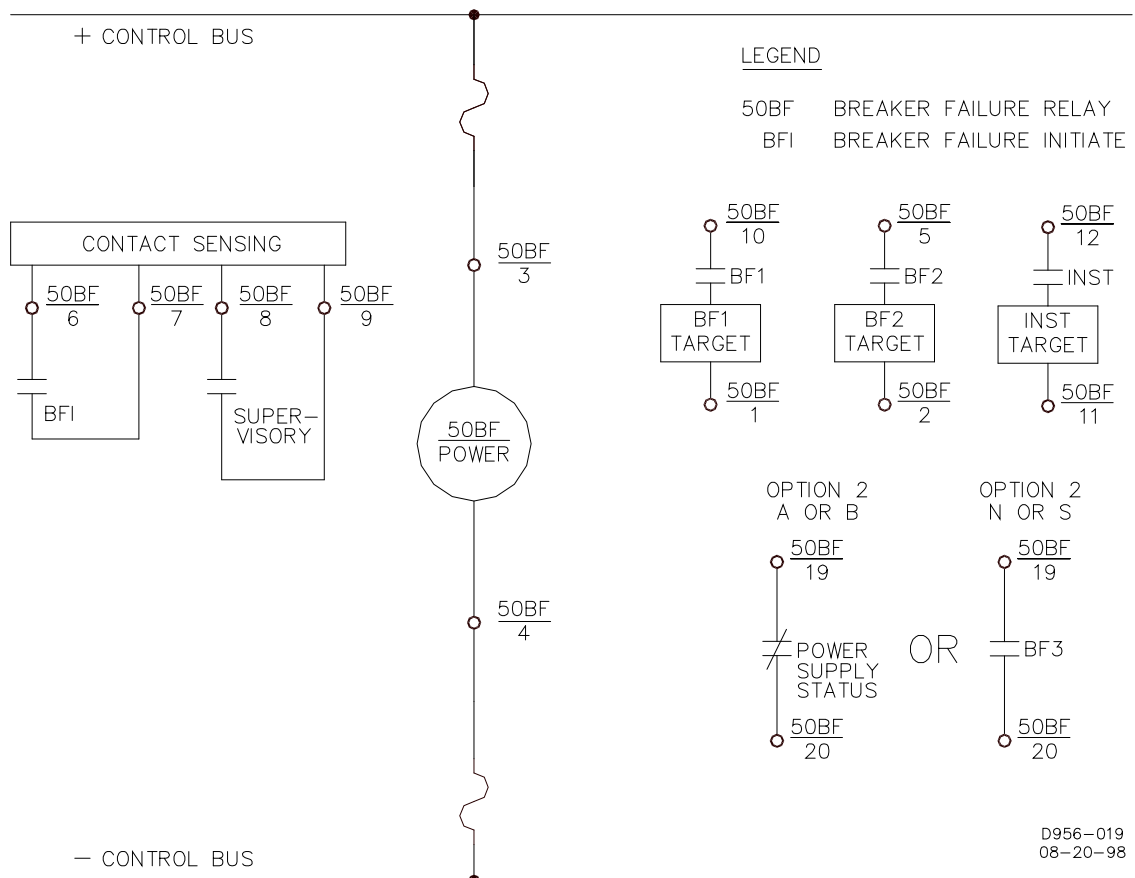 + CONTROL BUS
LEGEND
50BF BREAKER FAILURE RELAY
BFI BREAKER FAILURE INITIATE
CONTACT SENSING
50BF
6
50BF
7
50BF
8
50BF
9
BFI
SUPER-
VISORY
50BF
3
50BF
POWER
50BF
4
50BF
10
BF1
BF1
TARGET
50BF
1
50BF
5
BF2
BF2
TARGET
50BF
2
50BF
12
INST
INST
TARGET
50BF
11
OPTION 2
A OR B
50BF
19
POWER
SUPPLY
STATUS
50BF
20
OR
OPTION 2
N OR S
50BF
19
BF3
50BF
20
− CONTROL BUS
D956-019
08-20-98